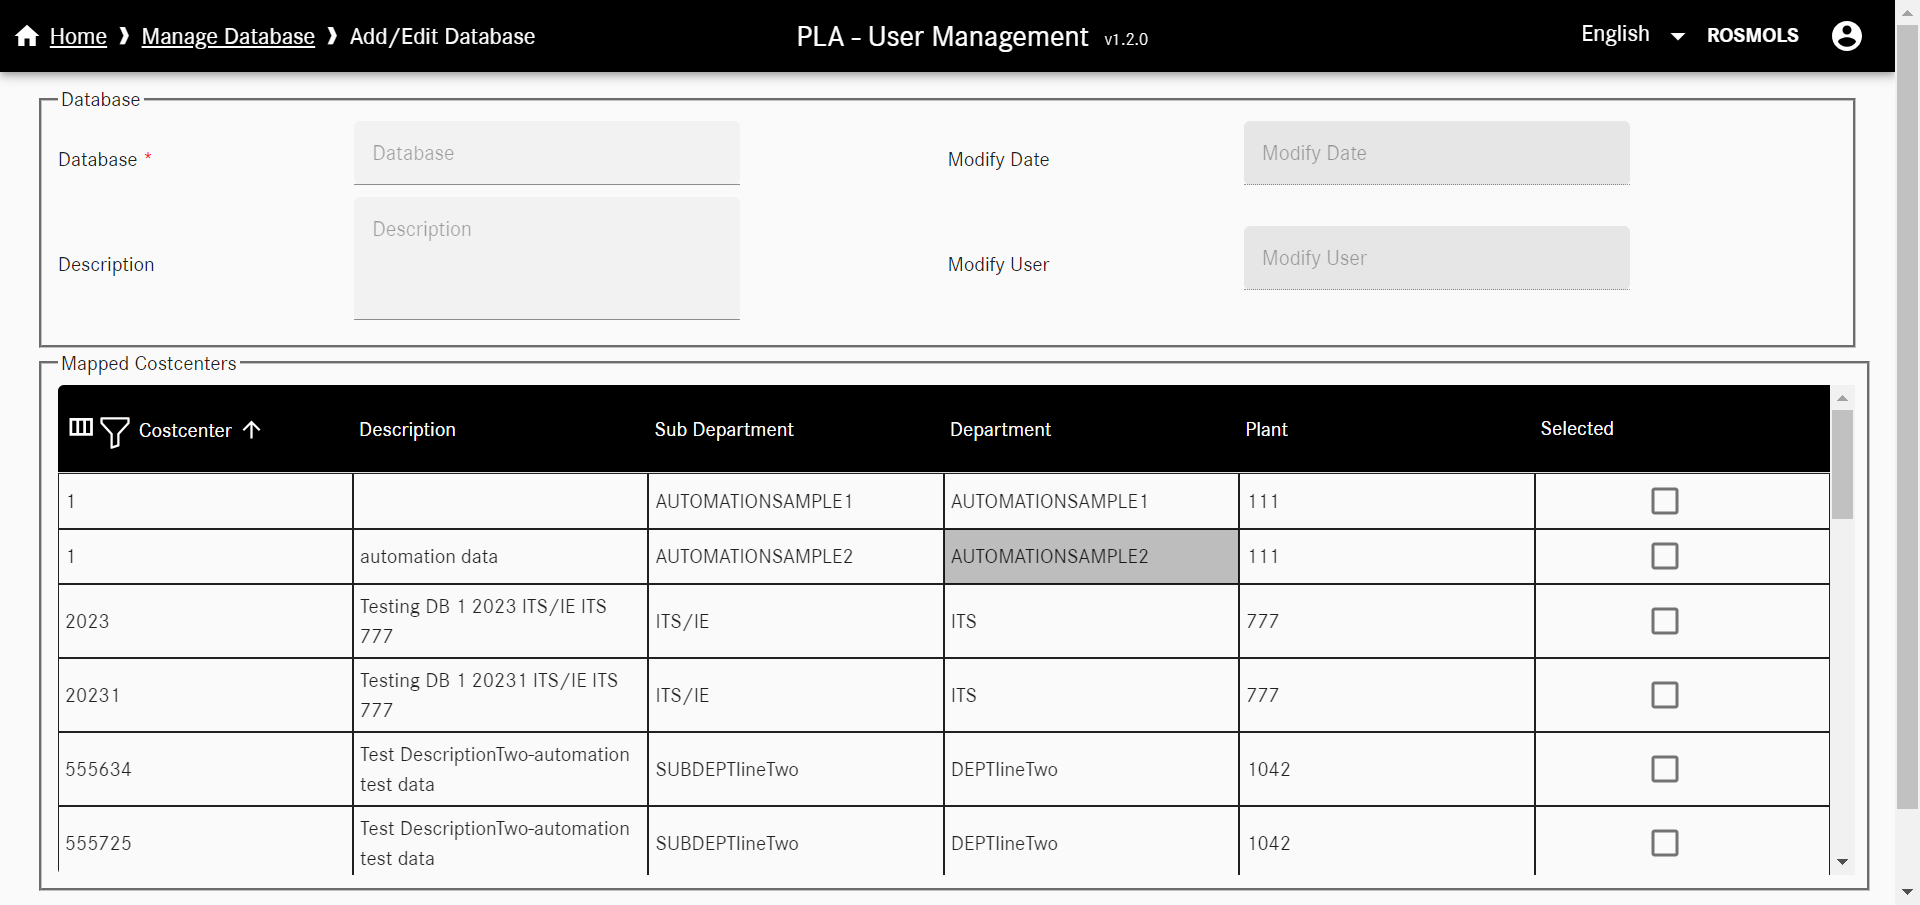 Home ❱ Manage Database ❱ Add/Edit Database
PLA - User Management v1.2.0
English
ROSMOLS
Database
Database *
Database
Modify Date
Modify Date
Description
Description
Modify User
Modify User
Mapped Costcenters
Costcenter Description Sub Department Department Plant Selected
1 AUTOMATIONSAMPLE1 AUTOMATIONSAMPLE1 111
1 automation data AUTOMATIONSAMPLE2 AUTOMATIONSAMPLE2 111
2023 Testing DB 1 2023 ITS/IE ITS
777 ITS/IE ITS 777
20231 Testing DB 1 20231 ITS/IE ITS
777 ITS/IE ITS 777
555634 Test DescriptionTwo-automation
test data SUBDEPTlineTwo DEPTlineTwo 1042
555725 Test DescriptionTwo-automation
test data SUBDEPTlineTwo DEPTlineTwo 1042